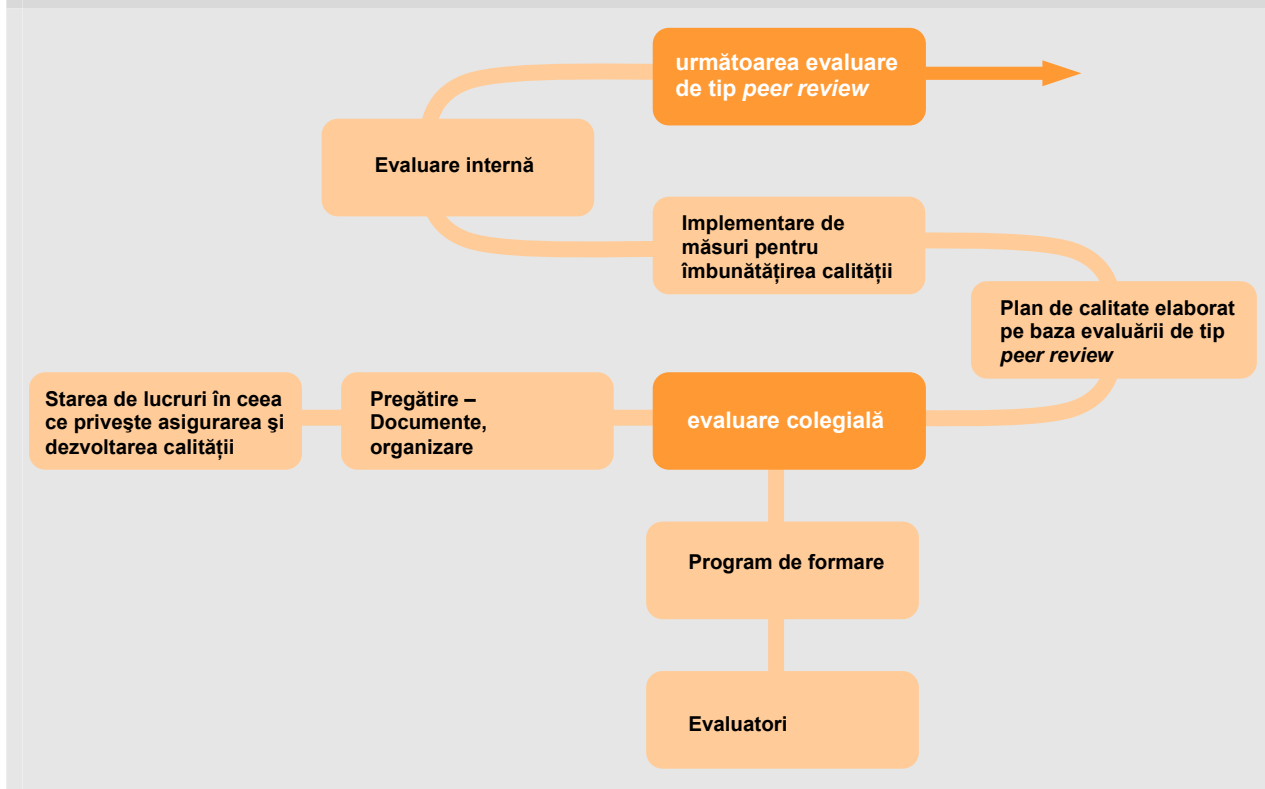 următoarea evaluare
de tip peer review
Evaluare internă
Implementare de
măsuri pentru
îmbunătățirea calității
Plan de calitate elaborat
pe baza evaluării de tip
peer review
Starea de lucruri în ceea
ce priveşte asigurarea şi
dezvoltarea calității
Pregătire –
Documente,
organizare
evaluare colegială
Program de formare
Evaluatori